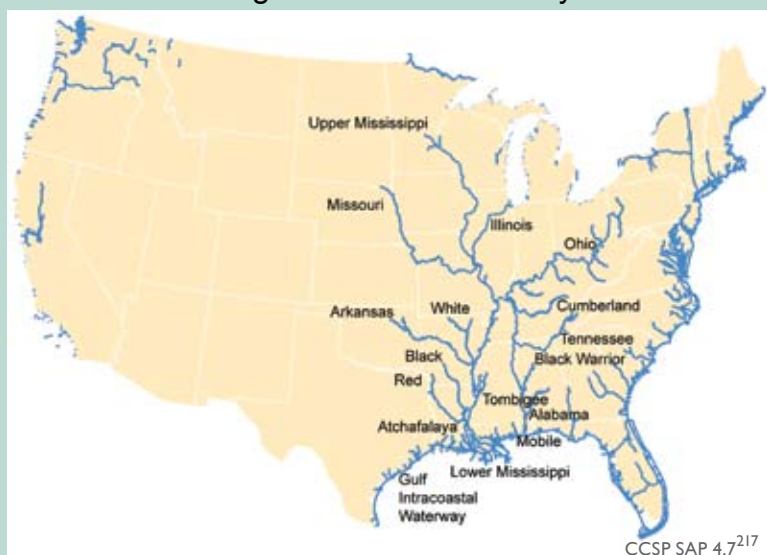 Upper Mississippi
Missouri
Illinois
Ohio
Arkansas
White
Cumberland
Tennessee
Black
Black Warrior
Red
Tombigee
Alabama
Atchafalaya
Mobile
Lower Mississippi
Gulf
Intracoastal
Waterway
CCSP SAP 4.7²¹⁷